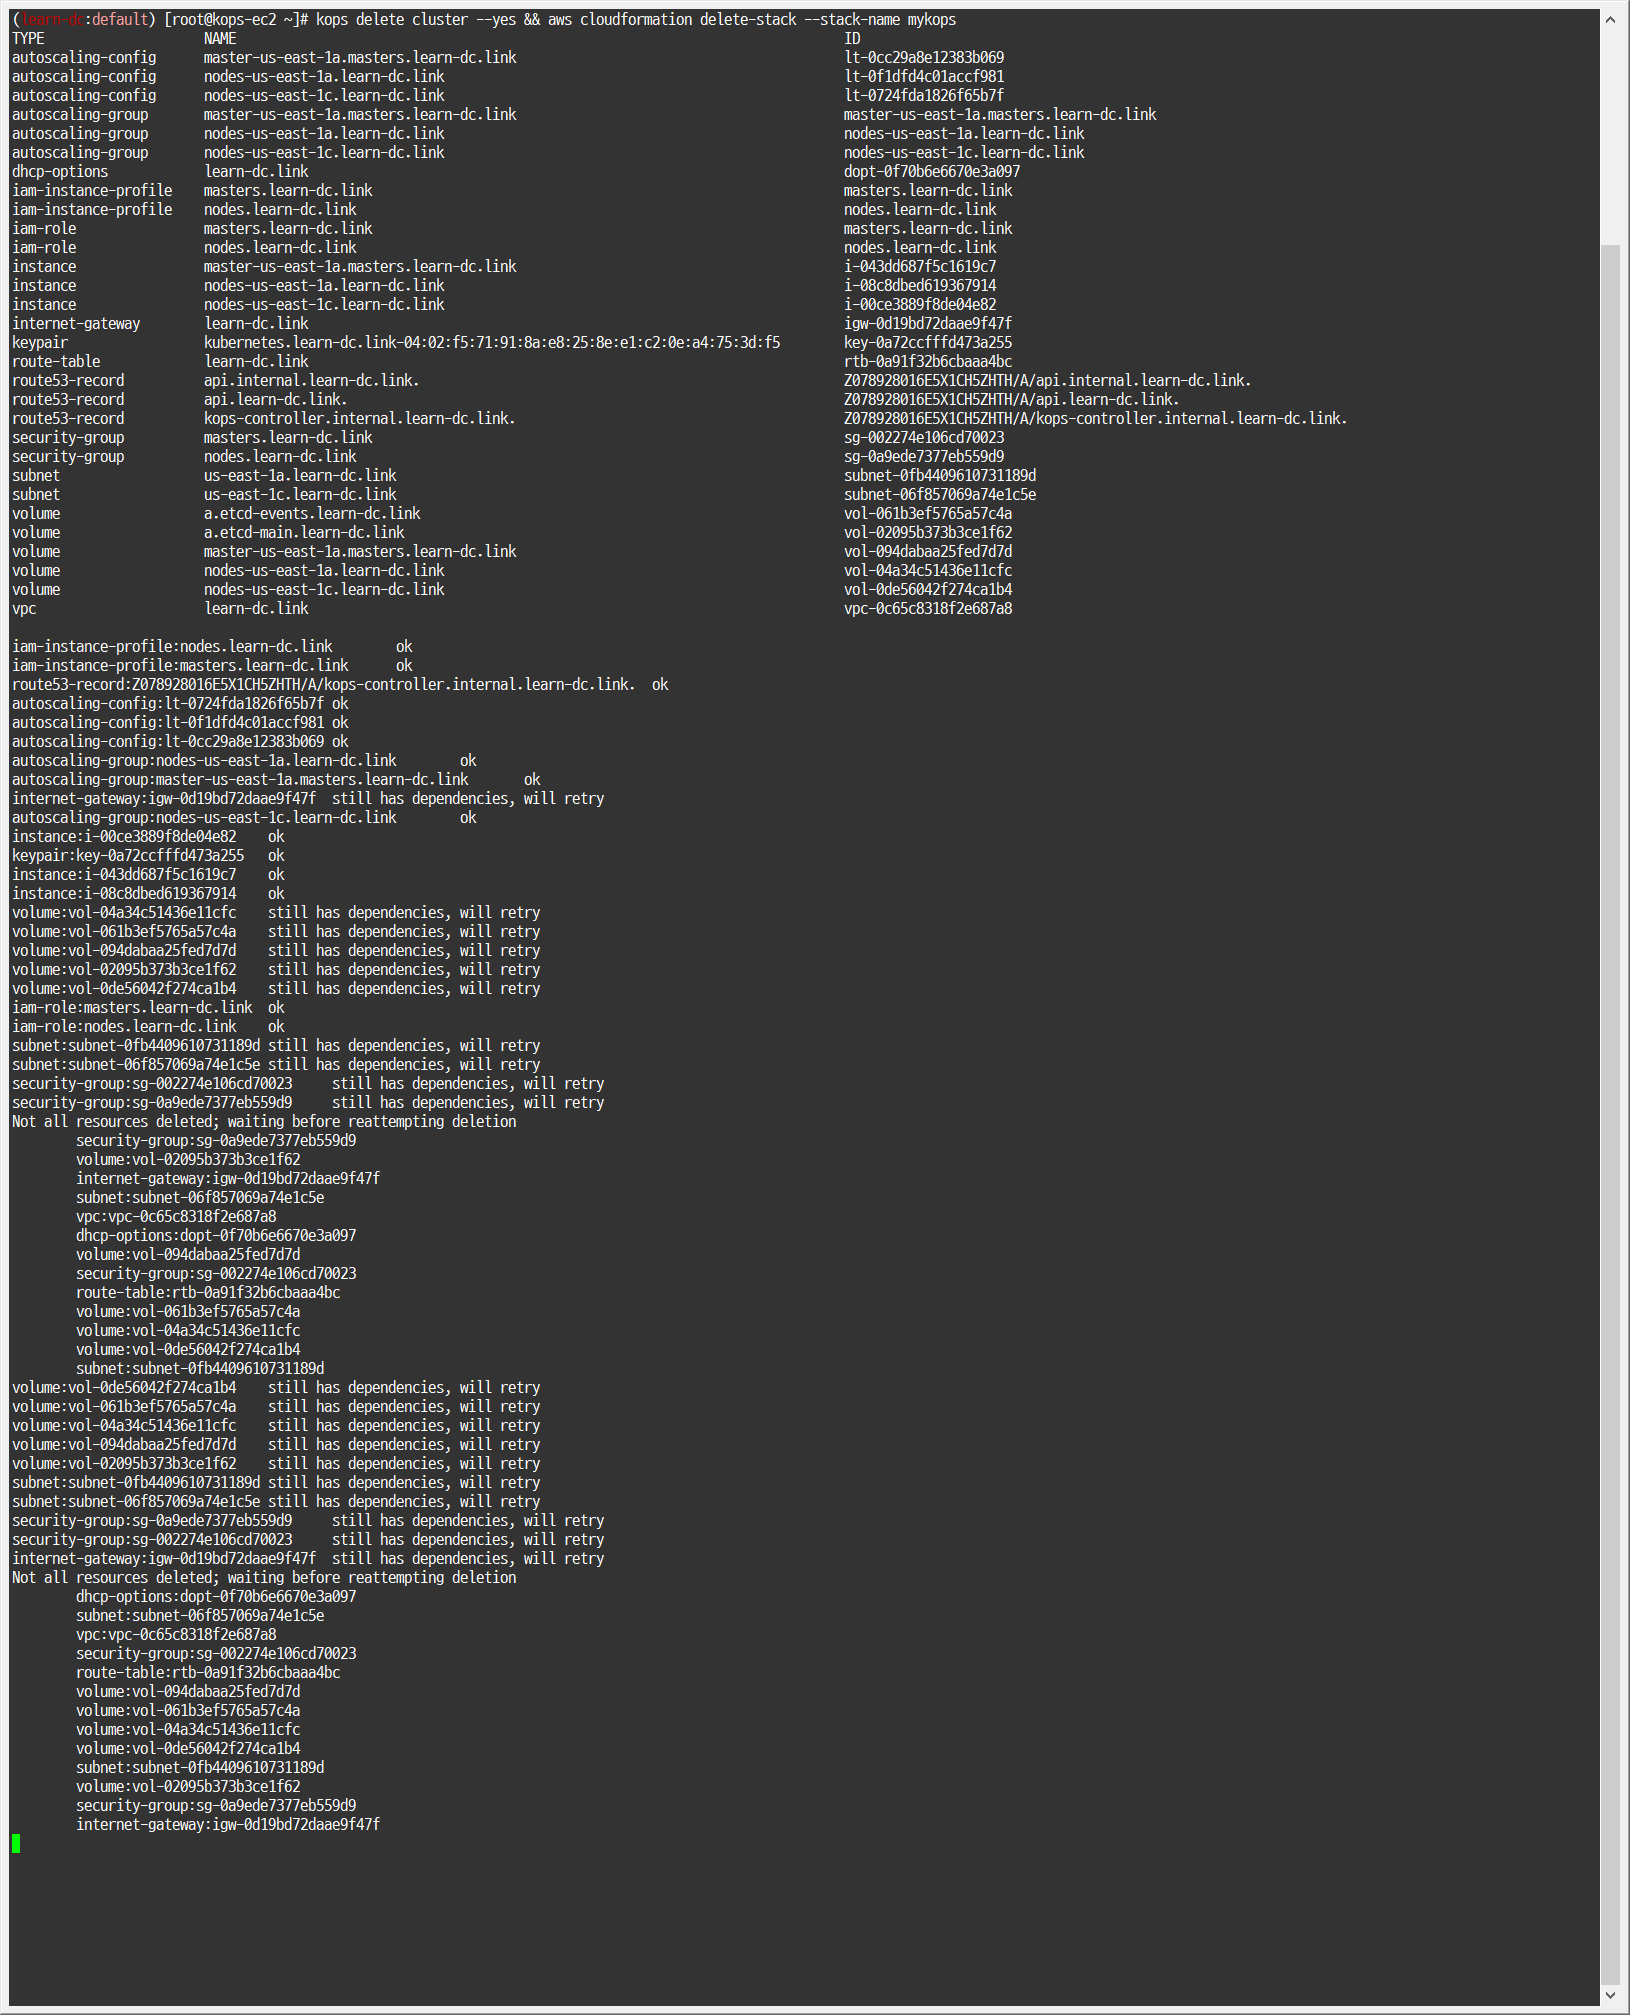 (learn-dc:default) [root@kops-ec2 ~]# kops delete cluster --yes && aws cloudformation delete-stack --stack-name mykops
TYPE NAME ID
autoscaling-config master-us-east-1a.masters.learn-dc.link lt-0cc29a8e12383b069
autoscaling-config nodes-us-east-1a.learn-dc.link lt-0f1dfd4c01accf981
autoscaling-config nodes-us-east-1c.learn-dc.link lt-0724fda1826f65b7f
autoscaling-group master-us-east-1a.masters.learn-dc.link master-us-east-1a.masters.learn-dc.link
autoscaling-group nodes-us-east-1a.learn-dc.link nodes-us-east-1a.learn-dc.link
autoscaling-group nodes-us-east-1c.learn-dc.link nodes-us-east-1c.learn-dc.link
dhcp-options learn-dc.link dopt-0f70b6e6670e3a097
iam-instance-profile masters.learn-dc.link masters.learn-dc.link
iam-instance-profile nodes.learn-dc.link nodes.learn-dc.link
iam-role masters.learn-dc.link masters.learn-dc.link
iam-role nodes.learn-dc.link nodes.learn-dc.link
instance master-us-east-1a.masters.learn-dc.link i-043dd687f5c1619c7
instance nodes-us-east-1a.learn-dc.link i-08c8dbed619367914
instance nodes-us-east-1c.learn-dc.link i-00ce3889f8de04e82
internet-gateway learn-dc.link igw-0d19bd72daae9f47f
keypair kubernetes.learn-dc.link-04:02:f5:71:91:8a:e8:25:8e:e1:c2:0e:a4:75:3d:f5 key-0a72ccfffd473a255
route-table learn-dc.link rtb-0a91f32b6cbaaa4bc
route53-record api.internal.learn-dc.link. Z078928016E5X1CH5ZHTH/A/api.internal.learn-dc.link.
route53-record api.learn-dc.link. Z078928016E5X1CH5ZHTH/A/api.learn-dc.link.
route53-record kops-controller.internal.learn-dc.link. Z078928016E5X1CH5ZHTH/A/kops-controller.internal.learn-dc.link.
security-group masters.learn-dc.link sg-002274e106cd70023
security-group nodes.learn-dc.link sg-0a9ede7377eb559d9
subnet us-east-1a.learn-dc.link subnet-0fb4409610731189d
subnet us-east-1c.learn-dc.link subnet-06f857069a74e1c5e
volume a.etcd-events.learn-dc.link vol-061b3ef5765a57c4a
volume a.etcd-main.learn-dc.link vol-02095b373b3ce1f62
volume master-us-east-1a.masters.learn-dc.link vol-094dabaa25fed7d7d
volume nodes-us-east-1a.learn-dc.link vol-04a34c51436e11cfc
volume nodes-us-east-1c.learn-dc.link vol-0de56042f274ca1b4
vpc learn-dc.link vpc-0c65c8318f2e687a8
iam-instance-profile:nodes.learn-dc.link ok
iam-instance-profile:masters.learn-dc.link ok
route53-record:Z078928016E5X1CH5ZHTH/A/kops-controller.internal.learn-dc.link. ok
autoscaling-config:lt-0724fda1826f65b7f ok
autoscaling-config:lt-0f1dfd4c01accf981 ok
autoscaling-config:lt-0cc29a8e12383b069 ok
autoscaling-group:nodes-us-east-1a.learn-dc.link ok
autoscaling-group:master-us-east-1a.masters.learn-dc.link ok
internet-gateway:igw-0d19bd72daae9f47f still has dependencies, will retry
autoscaling-group:nodes-us-east-1c.learn-dc.link ok
instance:i-00ce3889f8de04e82 ok
keypair:key-0a72ccfffd473a255 ok
instance:i-043dd687f5c1619c7 ok
instance:i-08c8dbed619367914 ok
volume:vol-04a34c51436e11cfc still has dependencies, will retry
volume:vol-061b3ef5765a57c4a still has dependencies, will retry
volume:vol-094dabaa25fed7d7d still has dependencies, will retry
volume:vol-02095b373b3ce1f62 still has dependencies, will retry
volume:vol-0de56042f274ca1b4 still has dependencies, will retry
iam-role:masters.learn-dc.link ok
iam-role:nodes.learn-dc.link ok
subnet:subnet-0fb4409610731189d still has dependencies, will retry
subnet:subnet-06f857069a74e1c5e still has dependencies, will retry
security-group:sg-002274e106cd70023 still has dependencies, will retry
security-group:sg-0a9ede7377eb559d9 still has dependencies, will retry
Not all resources deleted; waiting before reattempting deletion
security-group:sg-0a9ede7377eb559d9
volume:vol-02095b373b3ce1f62
internet-gateway:igw-0d19bd72daae9f47f
subnet:subnet-06f857069a74e1c5e
vpc:vpc-0c65c8318f2e687a8
dhcp-options:dopt-0f70b6e6670e3a097
volume:vol-094dabaa25fed7d7d
security-group:sg-002274e106cd70023
route-table:rtb-0a91f32b6cbaaa4bc
volume:vol-061b3ef5765a57c4a
volume:vol-04a34c51436e11cfc
volume:vol-0de56042f274ca1b4
subnet:subnet-0fb4409610731189d
volume:vol-0de56042f274ca1b4 still has dependencies, will retry
volume:vol-061b3ef5765a57c4a still has dependencies, will retry
volume:vol-04a34c51436e11cfc still has dependencies, will retry
volume:vol-094dabaa25fed7d7d still has dependencies, will retry
volume:vol-02095b373b3ce1f62 still has dependencies, will retry
subnet:subnet-0fb4409610731189d still has dependencies, will retry
subnet:subnet-06f857069a74e1c5e still has dependencies, will retry
security-group:sg-0a9ede7377eb559d9 still has dependencies, will retry
security-group:sg-002274e106cd70023 still has dependencies, will retry
internet-gateway:igw-0d19bd72daae9f47f still has dependencies, will retry
Not all resources deleted; waiting before reattempting deletion
dhcp-options:dopt-0f70b6e6670e3a097
subnet:subnet-06f857069a74e1c5e
vpc:vpc-0c65c8318f2e687a8
security-group:sg-002274e106cd70023
route-table:rtb-0a91f32b6cbaaa4bc
volume:vol-094dabaa25fed7d7d
volume:vol-061b3ef5765a57c4a
volume:vol-04a34c51436e11cfc
volume:vol-0de56042f274ca1b4
subnet:subnet-0fb4409610731189d
volume:vol-02095b373b3ce1f62
security-group:sg-0a9ede7377eb559d9
internet-gateway:igw-0d19bd72daae9f47f